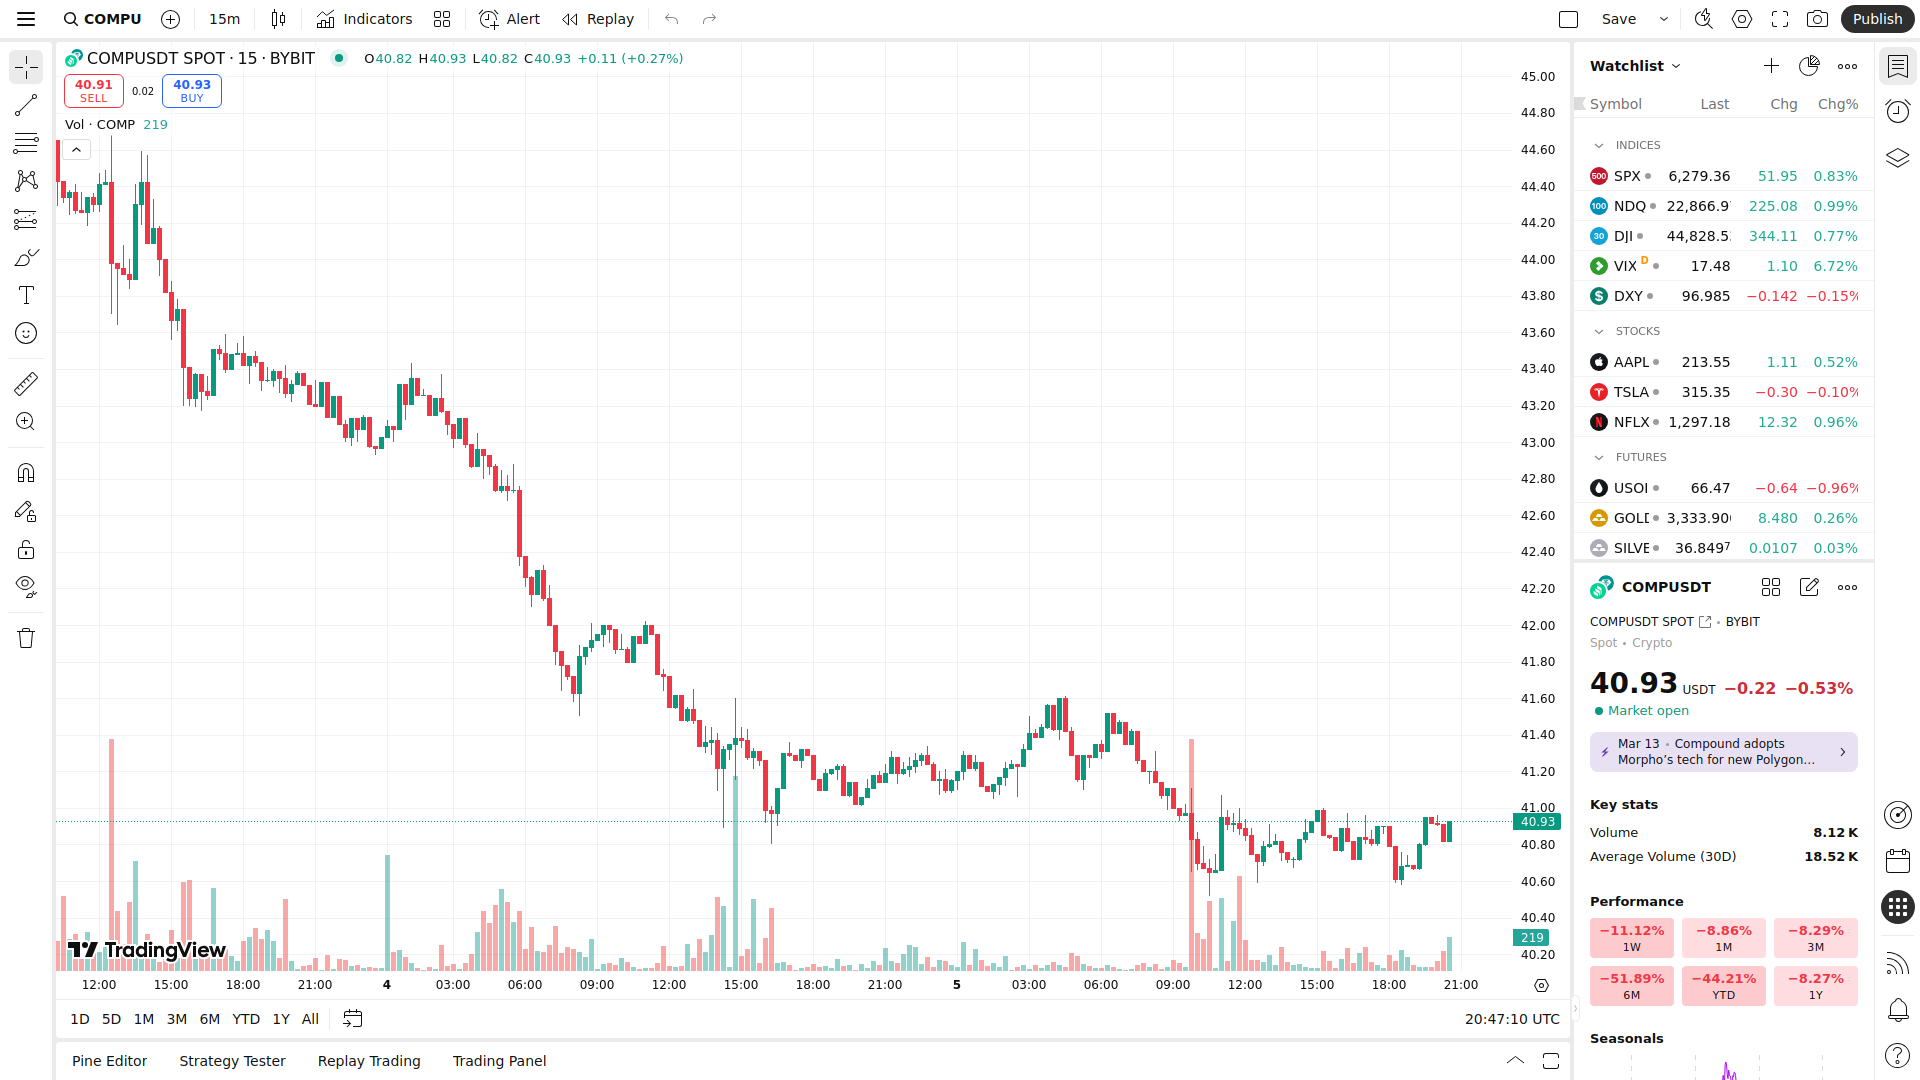 COMPU
15m
Indicators
Alert
Replay
Save
Publish
COMPUSDT SPOT · 15 · BYBIT
O40.82 H40.93 L40.82 C40.93 +0.11 (+0.27%)
40.91
SELL
0.02
40.93
BUY
Vol · COMP 219
45.00
44.80
44.60
44.40
44.20
44.00
43.80
43.60
43.40
43.20
43.00
42.80
42.60
42.40
42.20
42.00
41.80
41.60
41.40
41.20
41.00
40.93
40.80
40.60
40.40
219
40.20
TradingView
12:00 15:00 18:00 21:00 4 03:00 06:00 09:00 12:00 15:00 18:00 21:00 5 03:00 06:00 09:00 12:00 15:00 18:00 21:00
1D 5D 1M 3M 6M YTD 1Y All
20:47:10 UTC
Pine Editor Strategy Tester Replay Trading Trading Panel
Watchlist
Symbol Last Chg Chg%
INDICES
500 SPX 6,279.36 51.95 0.83%
100 NDQ 22,866.9 225.08 0.99%
30 DJI 44,828.5 344.11 0.77%
VIX D 17.48 1.10 6.72%
DXY 96.985 −0.142 −0.15%
STOCKS
AAPL 213.55 1.11 0.52%
TSLA 315.35 −0.30 −0.10%
NFLX 1,297.18 12.32 0.96%
FUTURES
USOI 66.47 −0.64 −0.96%
GOLD 3,333.90 8.480 0.26%
SILVE 36.8497 0.0107 0.03%
COMPUSDT
COMPUSDT SPOT • BYBIT
Spot • Crypto
40.93 USDT −0.22 −0.53%
Market open
Mar 13 • Compound adopts
Morpho’s tech for new Polygon…
Key stats
Volume 8.12 K
Average Volume (30D) 18.52 K
Performance
−11.12% −8.86% −8.29%
1W 1M 3M
−51.89% −44.21% −8.27%
6M YTD 1Y
Seasonals